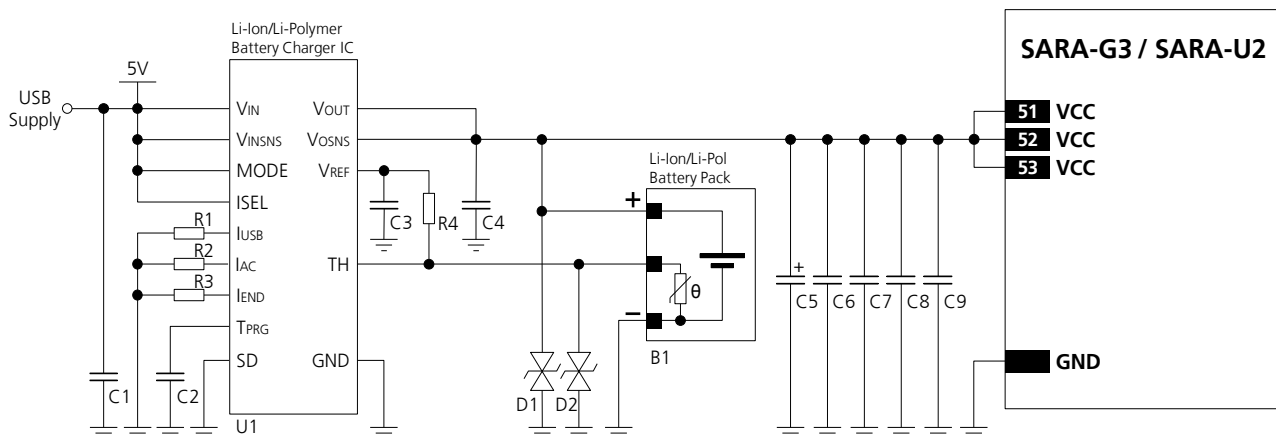 Li-Ion/Li-Polymer
Battery Charger IC
SARA-G3 / SARA-U2
5V
USB
Supply
VIN
VOUT
VINSNS
VOSNS
MODE
VREF
ISEL
R1
IUSB
R2
IAC
TH
R3
IEND
TPRG
SD
GND
C1
C2
U1
C3
R4
C4
Li-Ion/Li-Pol
Battery Pack
+
θ
–
B1
D1
D2
+
C5
C6
C7
C8
C9
51 VCC
52 VCC
53 VCC
GND